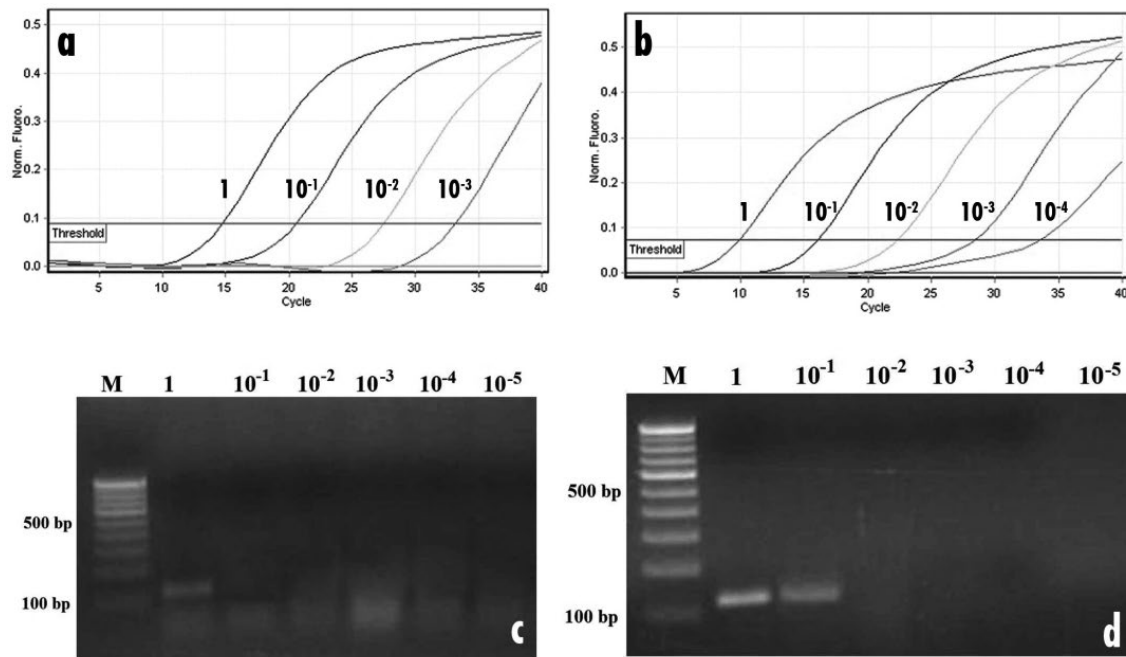 a
Norm. Fluoro.
0.5
0.4
0.3
0.2
0.1
0.0
1 10⁻¹ 10⁻² 10⁻³
Threshold
5 10 15 20 25 30 35 40
Cycle
b
Norm. Fluoro.
0.5
0.4
0.3
0.2
0.1
0.0
1 10⁻¹ 10⁻² 10⁻³ 10⁻⁴
Threshold
5 10 15 20 25 30 35 40
Cycle
M 1 10⁻¹ 10⁻² 10⁻³ 10⁻⁴ 10⁻⁵
500 bp
100 bp
c
M 1 10⁻¹ 10⁻² 10⁻³ 10⁻⁴ 10⁻⁵
500 bp
100 bp
d